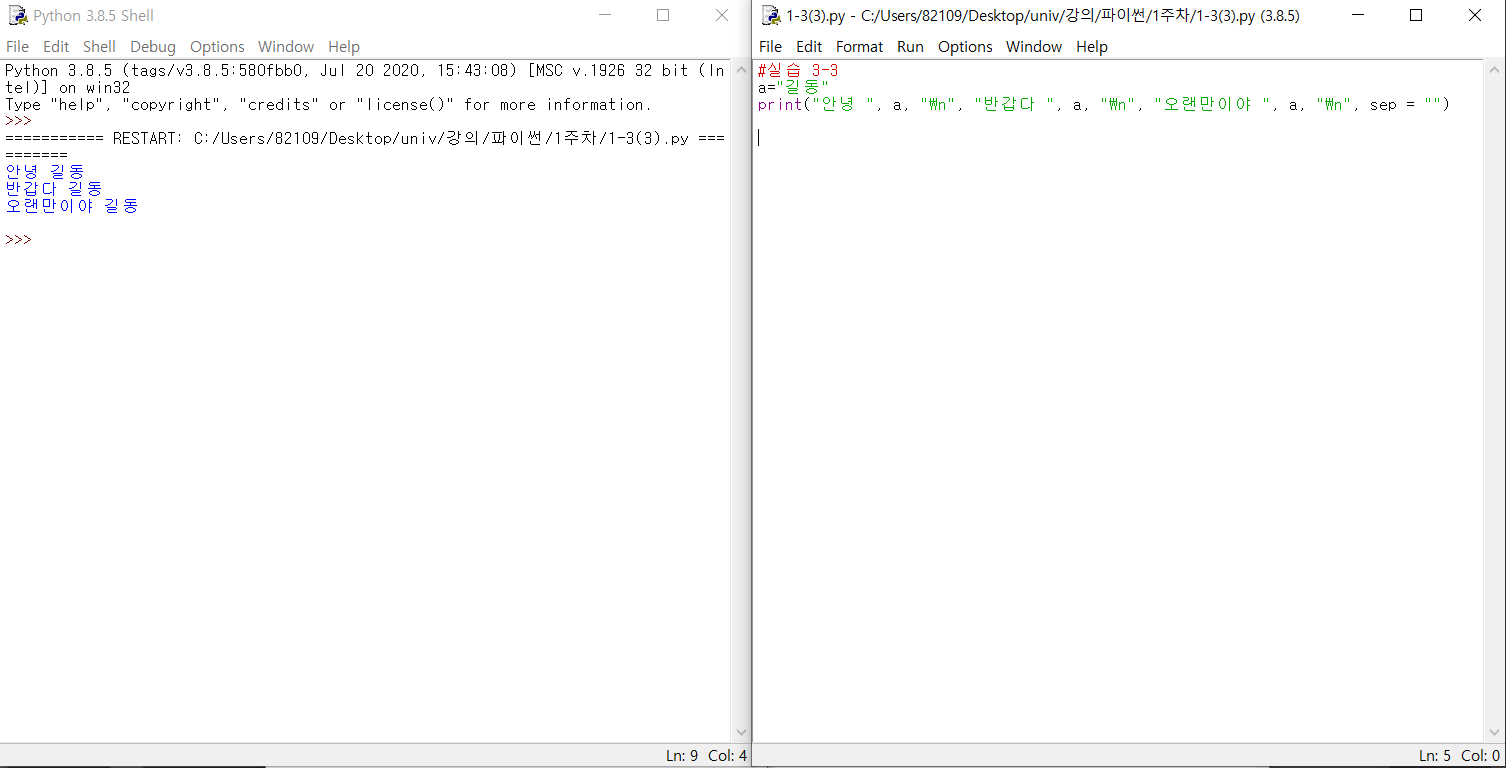 Python 3.8.5 Shell
File Edit Shell Debug Options Window Help
Python 3.8.5 (tags/v3.8.5:580fbb0, Jul 20 2020, 15:43:08) [MSC v.1926 32 bit (In
tel)] on win32
Type "help", "copyright", "credits" or "license()" for more information.
>>>
=========== RESTART: C:/Users/82109/Desktop/univ/강의/파이썬/1주차/1-3(3).py ===
=======
안녕 길동
반갑다 길동
오랜만이야 길동
>>>
Ln: 9 Col: 4
1-3(3).py - C:/Users/82109/Desktop/univ/강의/파이썬/1주차/1-3(3).py (3.8.5)
File Edit Format Run Options Window Help
#실습 3-3
a="길동"
print("안녕 ", a, "₩n", "반갑다 ", a, "₩n", "오랜만이야 ", a, "₩n", sep = "")
Ln: 5 Col: 0